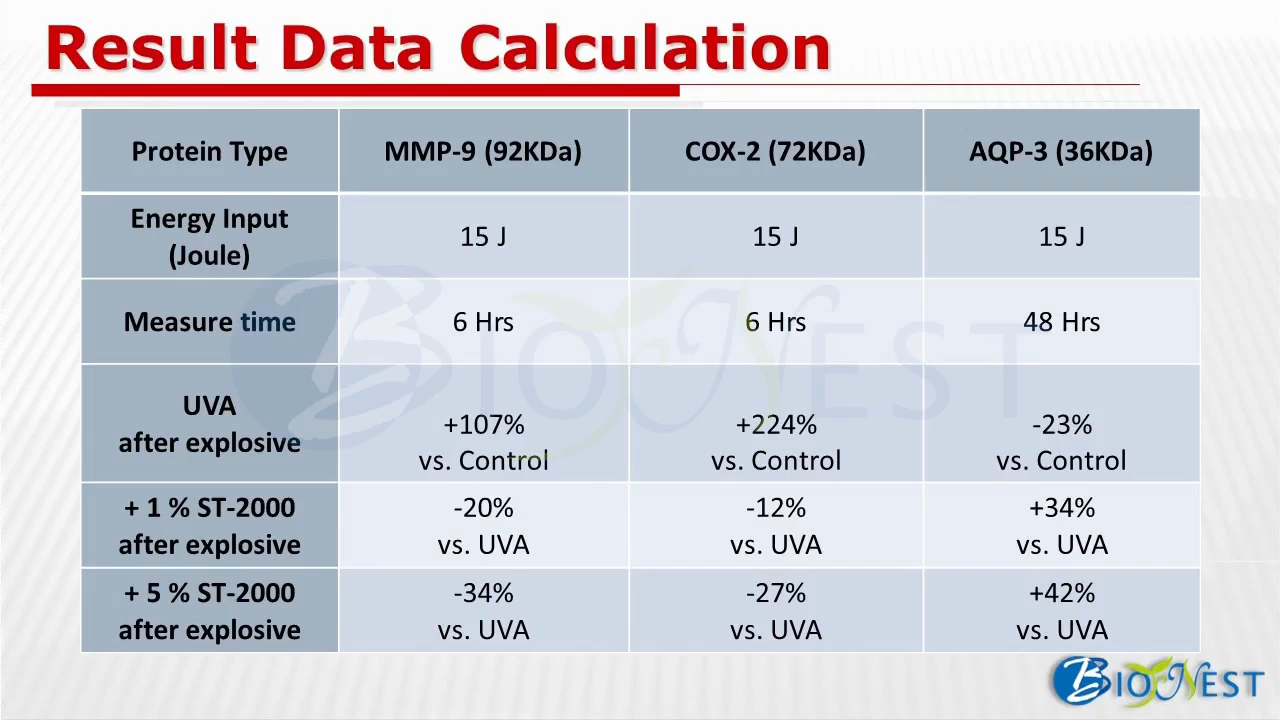 Result Data Calculation
Protein Type MMP-9 (92KDa) COX-2 (72KDa) AQP-3 (36KDa)
Energy Input
(Joule) 15 J 15 J 15 J
Measure time 6 Hrs 6 Hrs 48 Hrs
UVA
after explosive
+107% +224% -23%
vs. Control vs. Control vs. Control
+ 1 % ST-2000 -20% -12% +34%
after explosive vs. UVA vs. UVA vs. UVA
+ 5 % ST-2000 -34% -27% +42%
after explosive vs. UVA vs. UVA vs. UVA
BIONEST
BIONEST